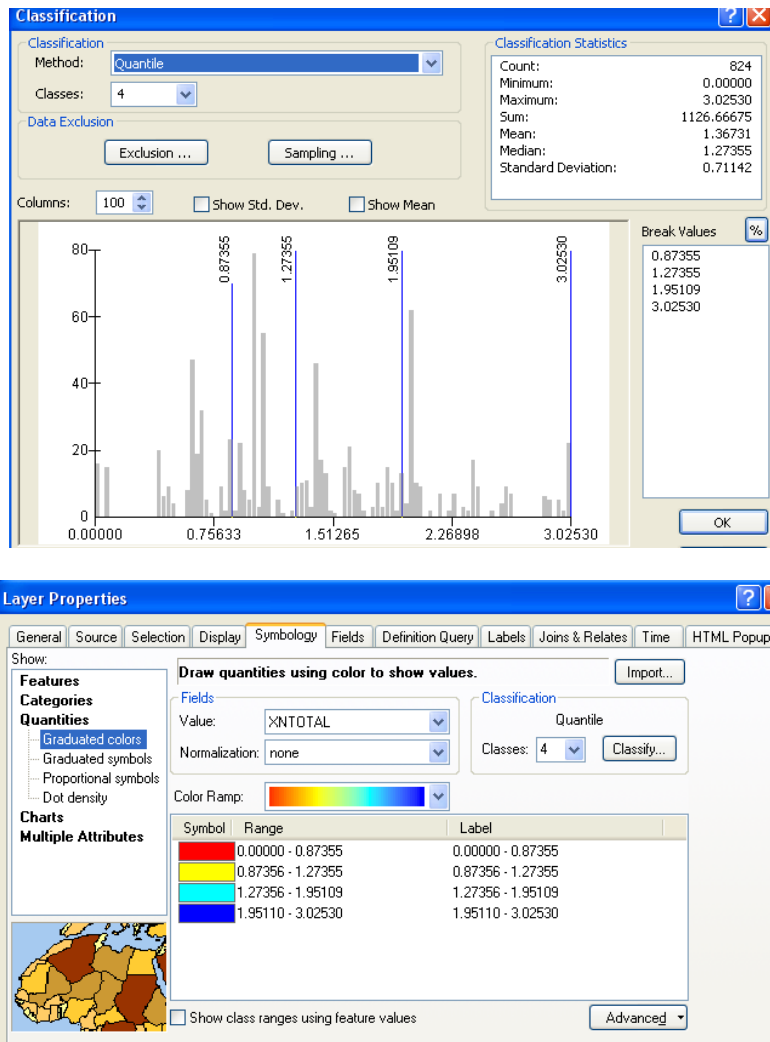 Classification
Classification
Method: Quantile
Classes: 4
Data Exclusion
Exclusion ... Sampling ...
Classification Statistics
Count: 824
Minimum: 0.00000
Maximum: 3.02530
Sum: 1126.66675
Mean: 1.36731
Median: 1.27355
Standard Deviation: 0.71142
Columns: 100 Show Std. Dev. Show Mean
Break Values %
0.87355
1.27355
1.95109
3.02530
0.87355
1.27355
1.95109
3.02530
80
60
40
20
0
0.00000 0.75633 1.51265 2.26898 3.02530
OK
Layer Properties
General Source Selection Display Symbology Fields Definition Query Labels Joins & Relates Time HTML Popup
Show:
Features
Categories
Quantities
Graduated colors
Graduated symbols
Proportional symbols
Dot density
Charts
Multiple Attributes
Draw quantities using color to show values. Import...
Fields
Value: XNTOTAL
Normalization: none
Classification
Quantile
Classes: 4 Classify...
Color Ramp:
Symbol Range Label
0.00000 - 0.87355 0.00000 - 0.87355
0.87356 - 1.27355 0.87356 - 1.27355
1.27356 - 1.95109 1.27356 - 1.95109
1.95110 - 3.02530 1.95110 - 3.02530
Show class ranges using feature values Advanced